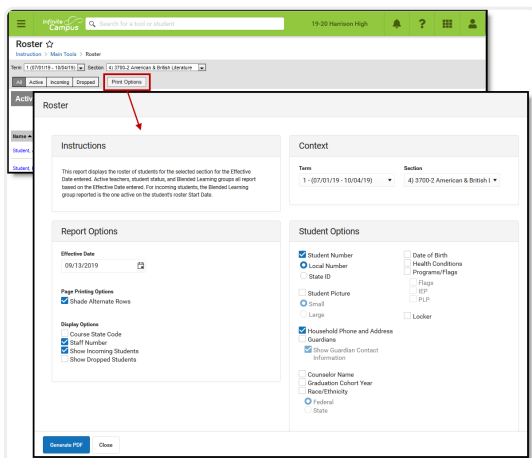 Infinite Campus
Search for a tool or student
19-20 Harrison High
?
Roster
Instruction > Main Tools > Roster
Term 1 (07/01/19 - 10/04/19) Section 4) 3700-2 American & British Literature
All Active Incoming Dropped Print Options
Activ
Name
Student,
Student,
Roster
Instructions
This report displays the roster of students for the selected section for the Effective
Date entered. Active teachers, student status, and Blended Learning groups all report
based on the Effective Date entered. For incoming students, the Blended Learning
group reported is the one active on the student's roster Start Date.
Context
Term Section
1 - (07/01/19 - 10/04/19) 4) 3700-2 American & British l
Report Options
Effective Date
09/13/2019
Page Printing Options
Shade Alternate Rows
Display Options
Course State Code
Staff Number
Show Incoming Students
Show Dropped Students
Student Options
Student Number
Local Number
State ID
Student Picture
Small
Large
Household Phone and Address
Guardians
Show Guardian Contact
Information
Counselor Name
Graduation Cohort Year
Race/Ethnicity
Federal
State
Date of Birth
Health Conditions
Programs/Flags
Flags
IEP
PLP
Locker
Generate PDF Close